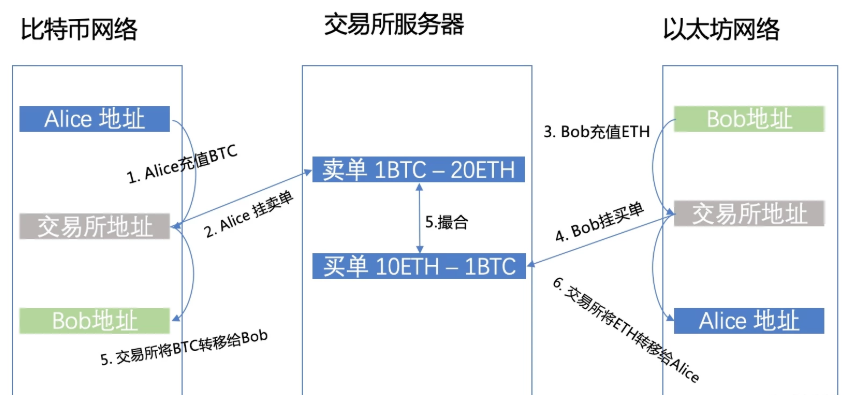 比特币网络
交易所服务器
以太坊网络
Alice 地址
Bob地址
3. Bob充值ETH
1. Alice充值BTC
卖单 1BTC – 20ETH
交易所地址
2. Alice 挂卖单
5.撮合
4. Bob挂买单
交易所地址
买单 10ETH – 1BTC
Bob地址
5. 交易所将BTC转移给Bob
6. 交易所将ETH转移给Alice
Alice 地址